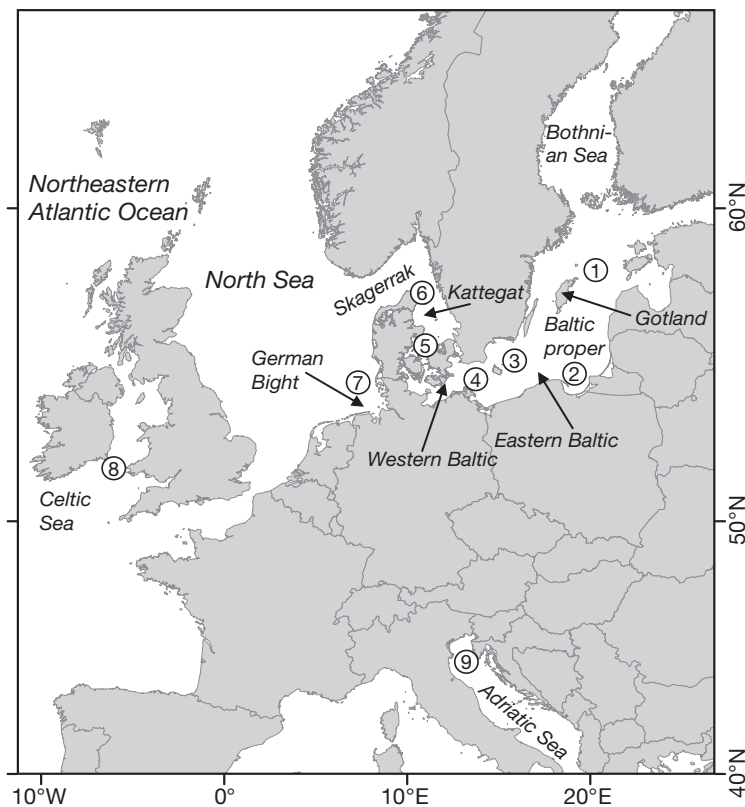 Bothni-
an Sea
Northeastern
Atlantic Ocean
60°N
1
North Sea
Skagerrak
6
Kattegat
Gotland
5
Baltic
proper
3
German
Bight
7
4
2
Western Baltic
Eastern Baltic
8
Celtic
Sea
50°N
9
Adriatic Sea
40°N
10°W
0°
10°E
20°E